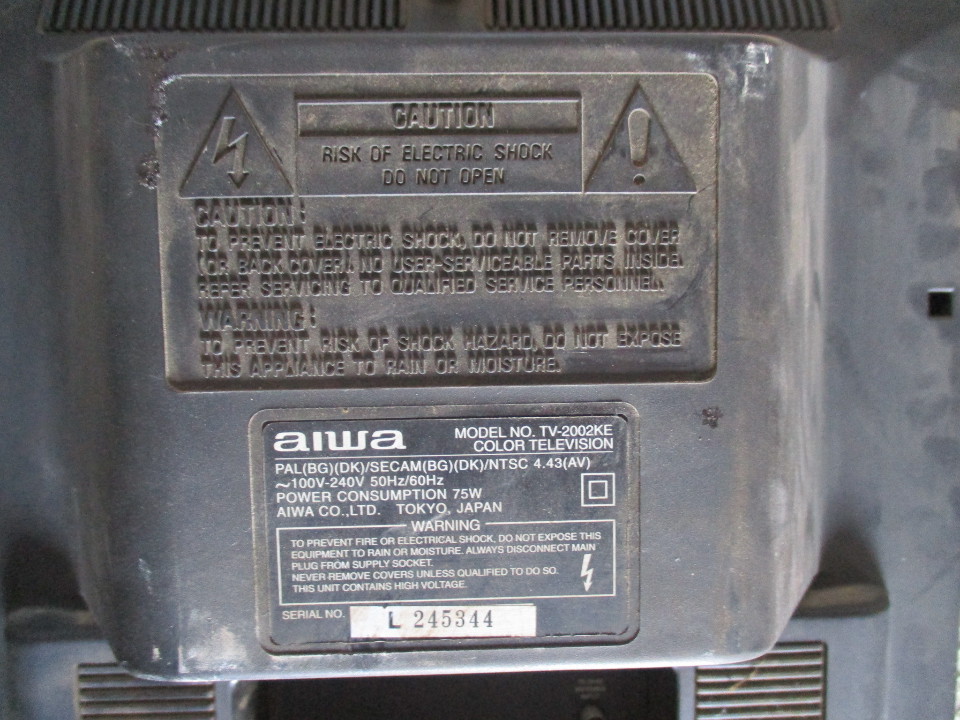 CAUTION
RISK OF ELECTRIC SHOCK
DO NOT OPEN
CAUTION:
TO PREVENT ELECTRIC SHOCK, DO NOT REMOVE COVER
(OR BACK COVER). NO USER-SERVICEABLE PARTS INSIDE.
REFER SERVICING TO QUALIFIED SERVICE PERSONNEL.
WARNING:
TO PREVENT RISK OF SHOCK HAZARD, DO NOT EXPOSE
THIS APPLIANCE TO RAIN OR MOISTURE.
aiwa
MODEL NO. TV-2002KE
COLOR TELEVISION
PAL(BG)(DK)/SECAM(BG)(DK)/NTSC 4.43(AV)
~100V-240V 50Hz/60Hz
POWER CONSUMPTION 75W
AIWA CO.,LTD. TOKYO, JAPAN
WARNING
TO PREVENT FIRE OR ELECTRICAL SHOCK, DO NOT EXPOSE THIS
EQUIPMENT TO RAIN OR MOISTURE. ALWAYS DISCONNECT MAIN
PLUG FROM SUPPLY SOCKET.
NEVER REMOVE COVERS UNLESS QUALIFIED TO DO SO.
THIS UNIT CONTAINS HIGH VOLTAGE.
SERIAL NO. L 245344